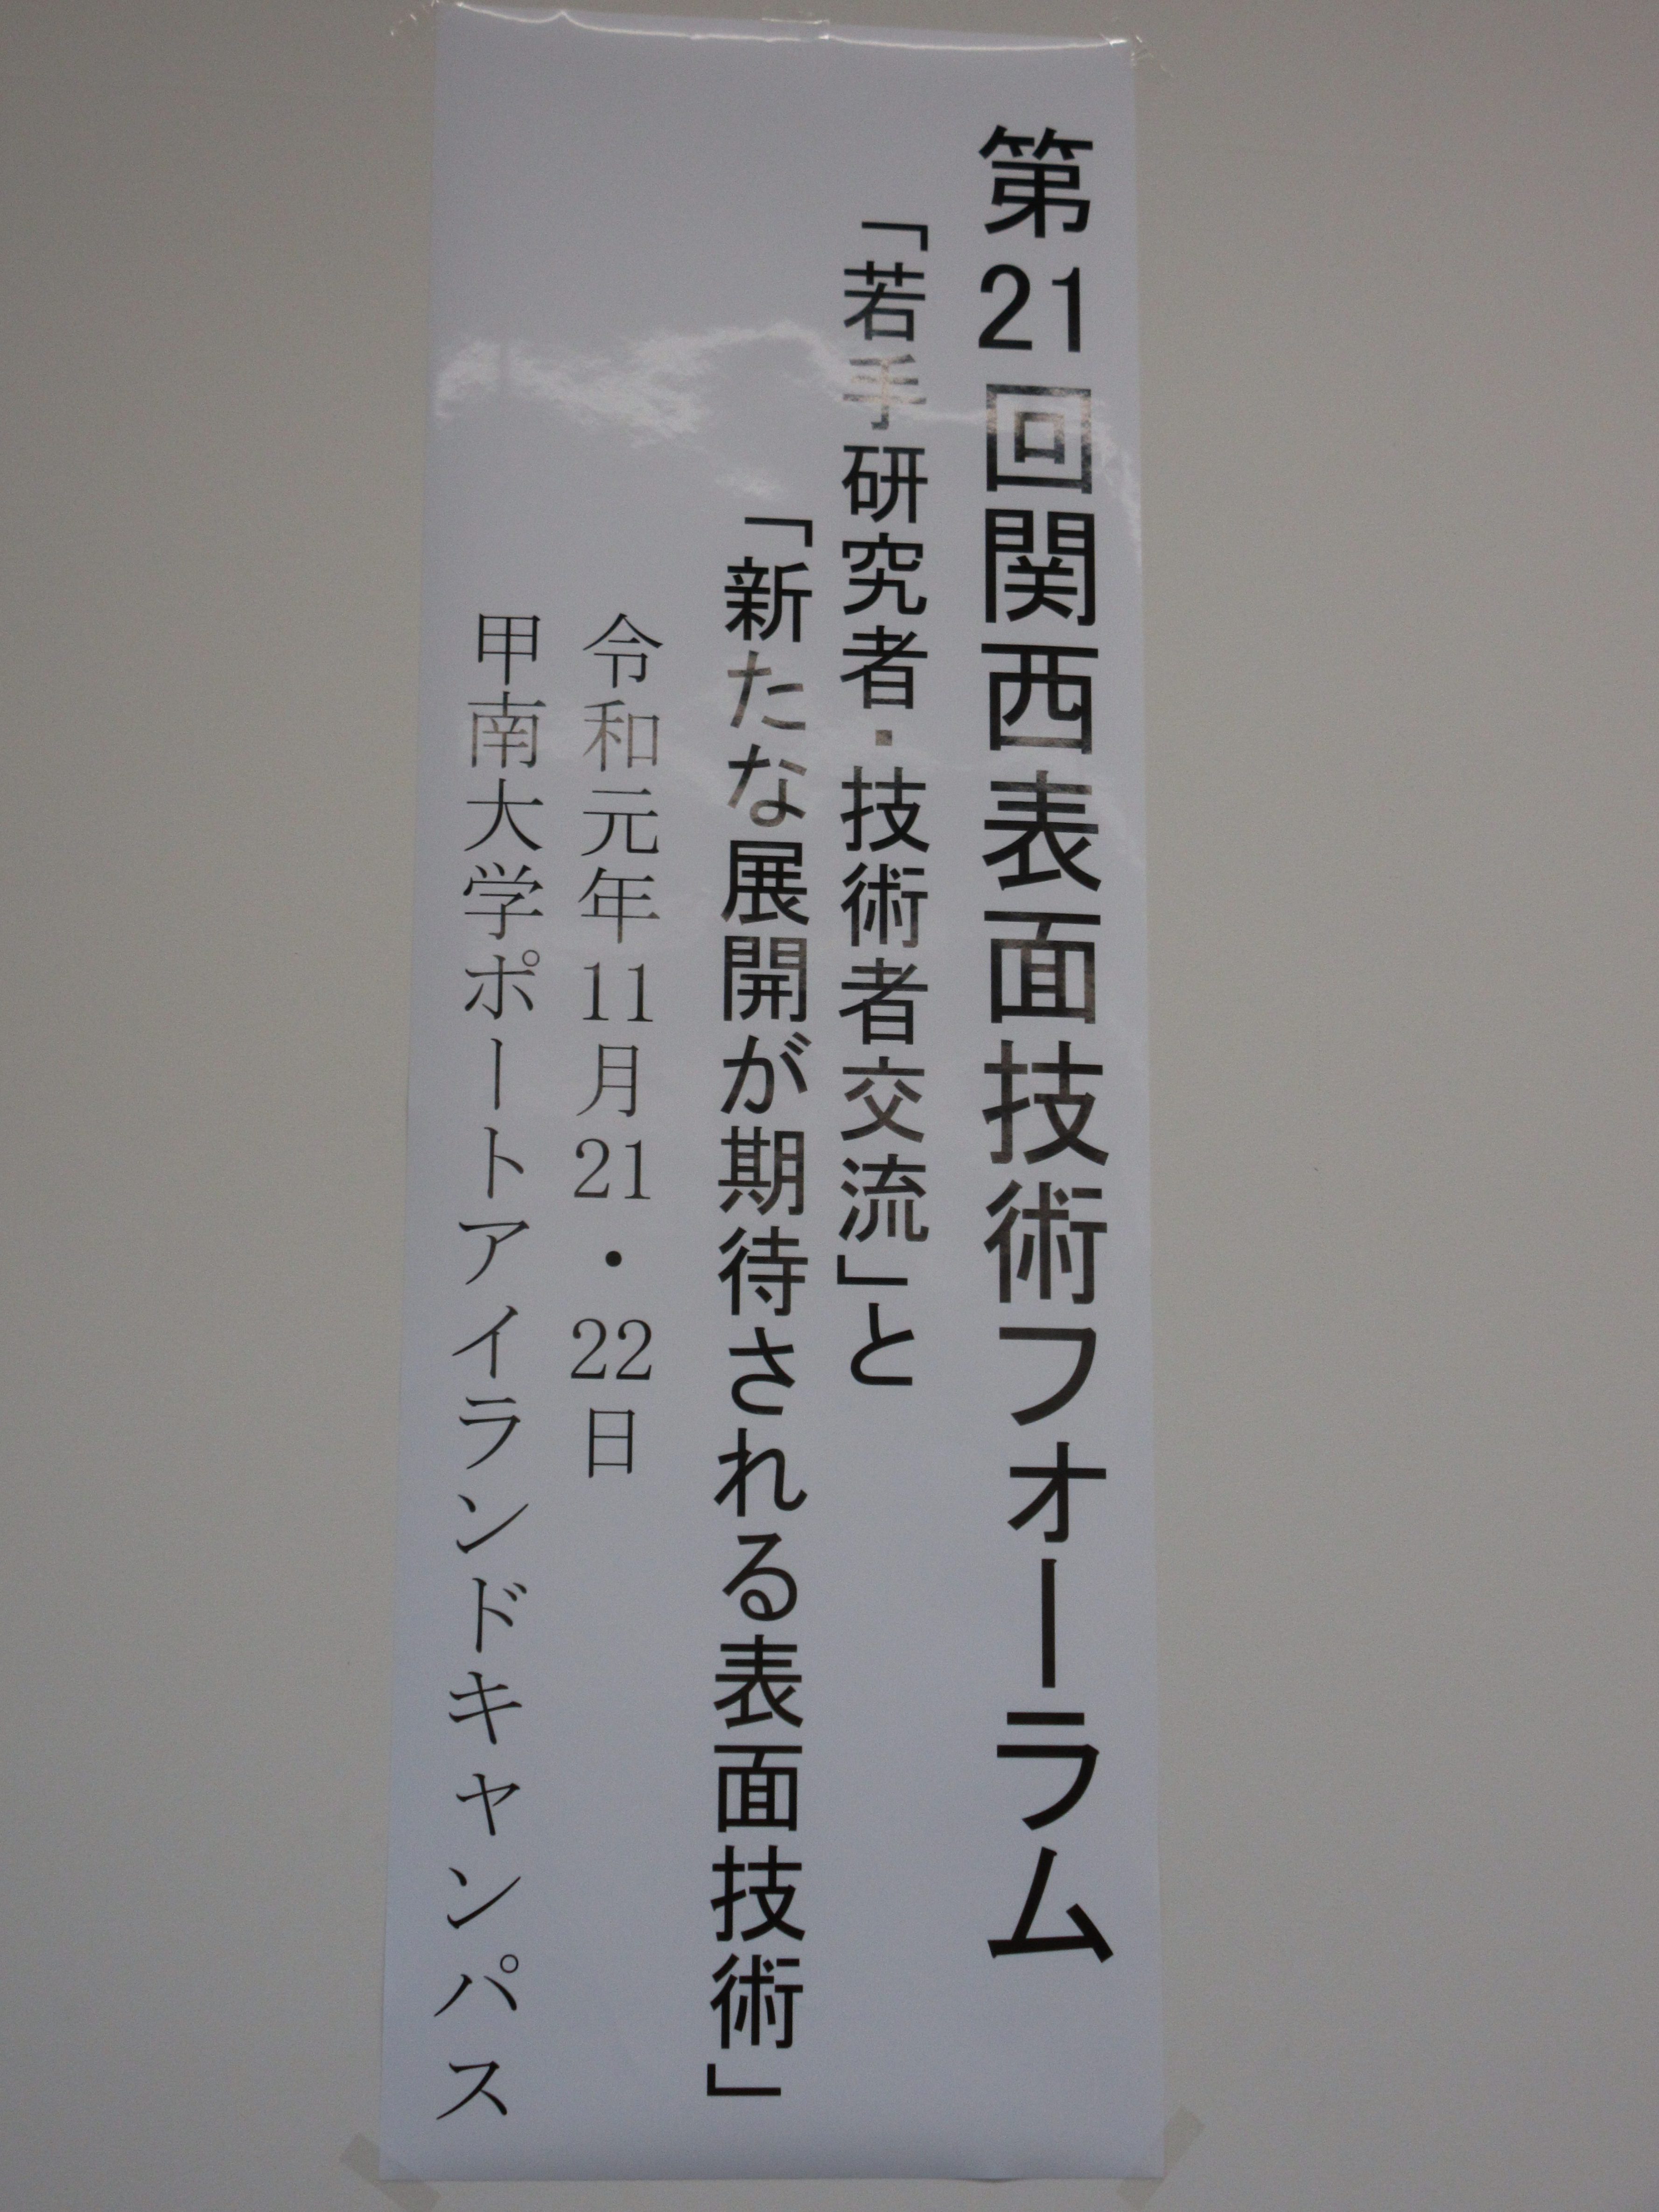 第21回関西表面技術フォーラム
「若手研究者・技術者交流」と
「新たな展開が期待される表面技術」
令和元年11月21・22日
甲南大学ポートアイランドキャンパス